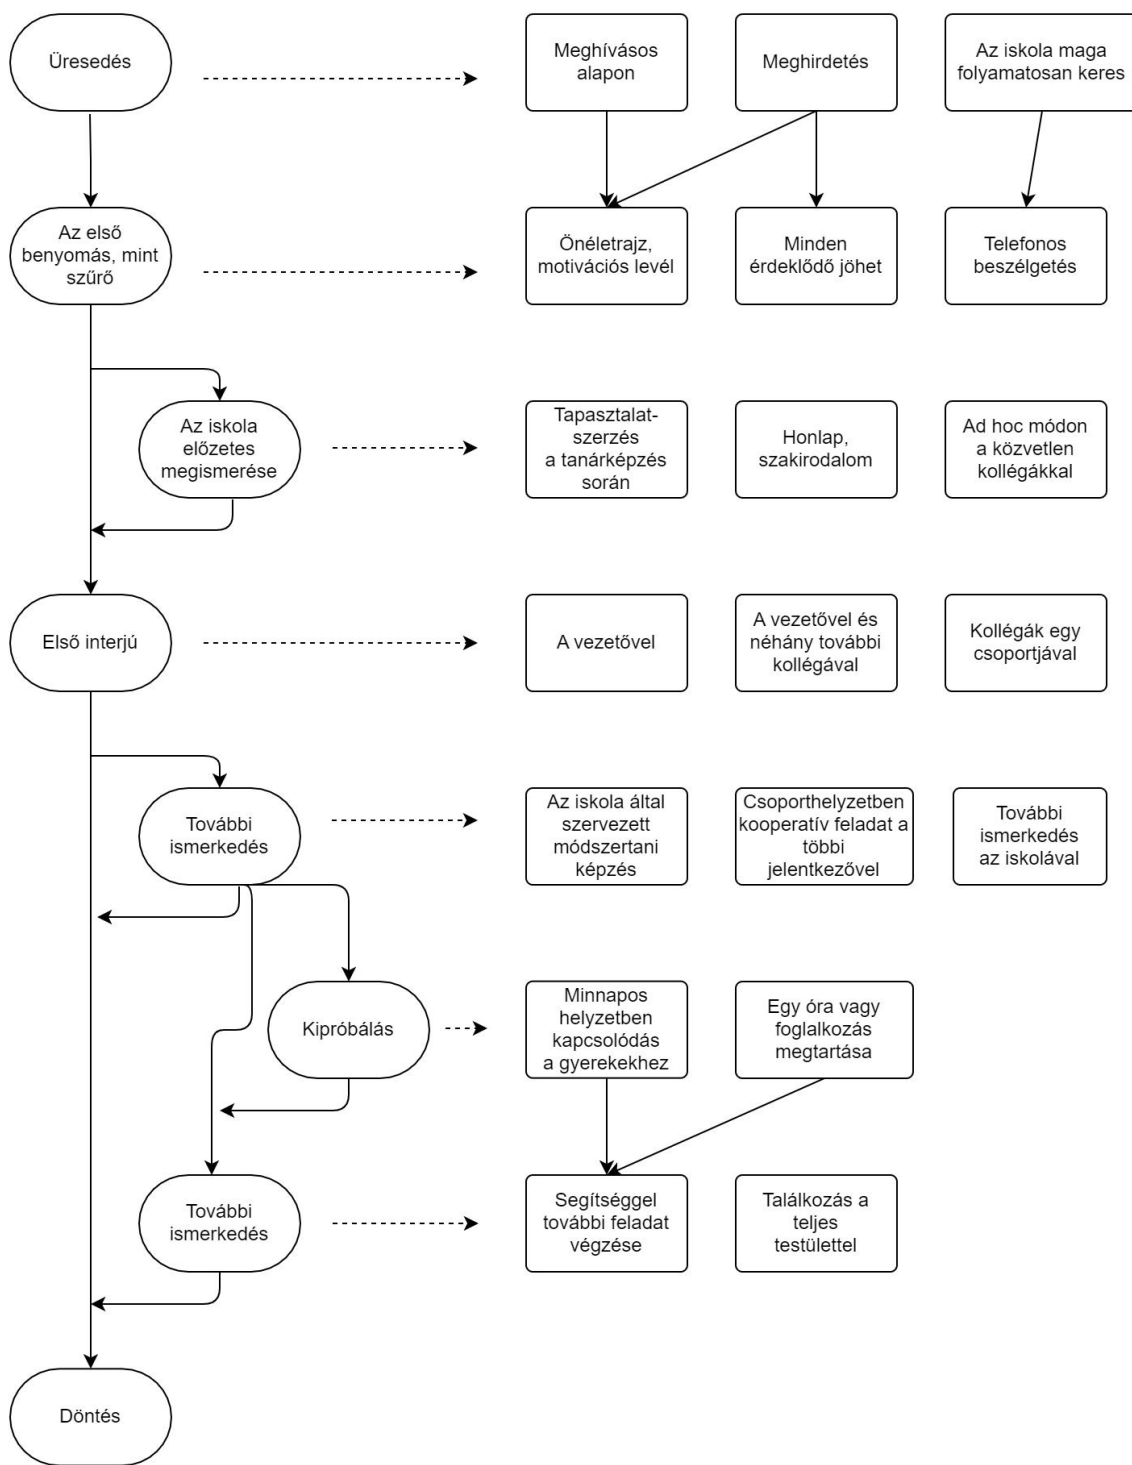 Üresedés
Meghívásos
alapon
Meghirdetés
Az iskola maga
folyamatosan keres
Az első
benyomás, mint
szűrő
Önéletrajz,
motivációs levél
Minden
érdeklődő jöhet
Telefonos
beszélgetés
Az iskola
előzetes
megismerése
Tapasztalat-
szerzés
a tanárképzés
során
Honlap,
szakirodalom
Ad hoc módon
a közvetlen
kollégákkal
Első interjú
A vezetővel
A vezetővel és
néhány további
kollégával
Kollégák egy
csoportjával
További
ismerkedés
Az iskola által
szervezett
módszertani
képzés
Csoporthelyzetben
kooperatív feladat a
többi
jelentkezővel
További
ismerkedés
az iskolával
Kipróbálás
Minnapos
helyzetben
kapcsolódás
a gyerekekhez
Egy óra vagy
foglalkozás
megtartása
További
ismerkedés
Segítséggel
további feladat
végzése
Találkozás a
teljes
testülettel
Döntés